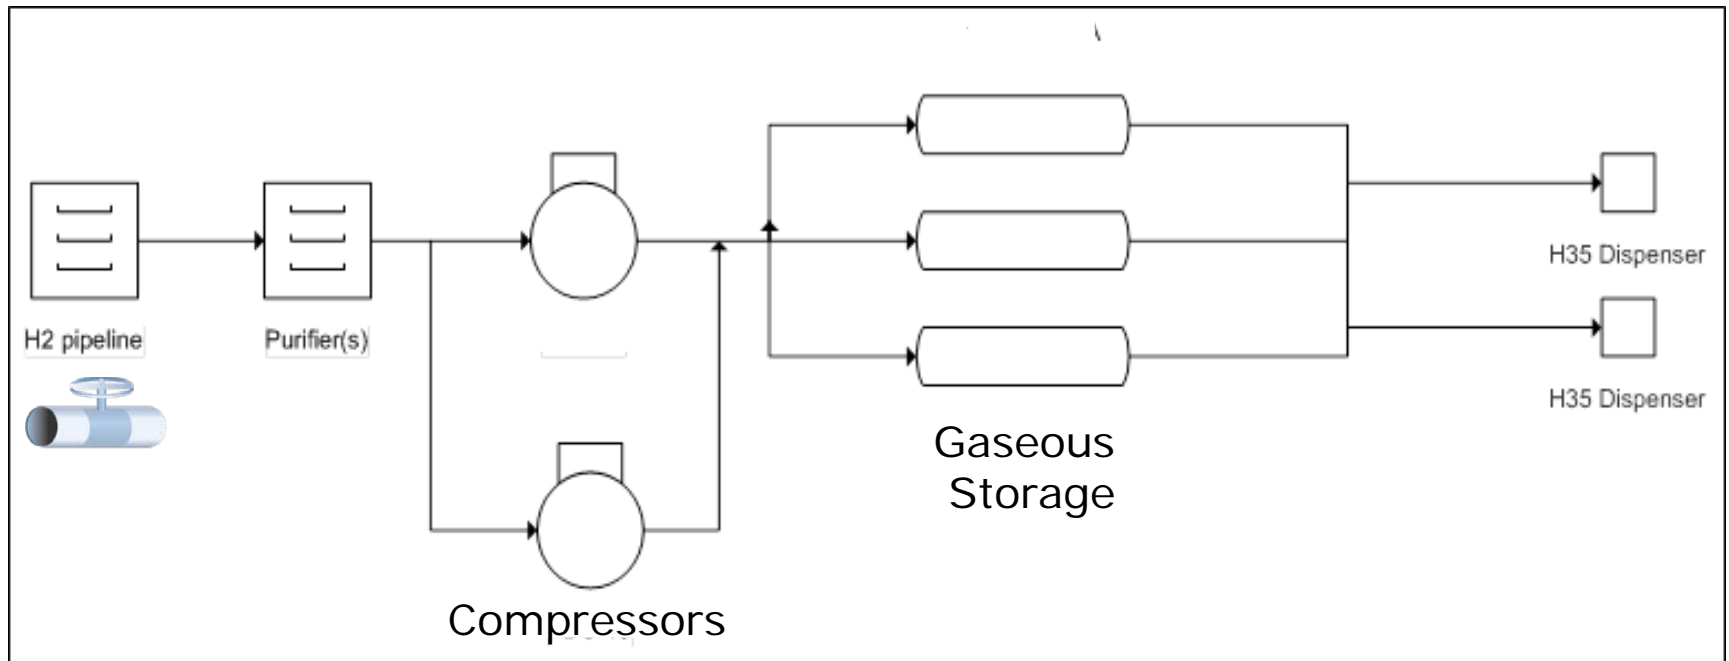 H2 pipeline
Purifier(s)
Compressors
Gaseous
Storage
H35 Dispenser
H35 Dispenser